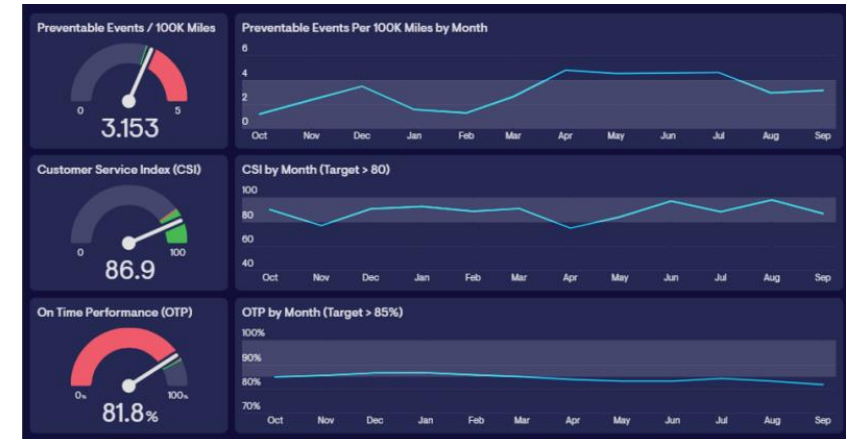 Preventable Events / 100K Miles
0
5
3.153
Preventable Events Per 100K Miles by Month
6
4
2
0
Oct Nov Dec Jan Feb Mar Apr May Jun Jul Aug Sep
Customer Service Index (CSI)
0
100
86.9
CSI by Month (Target > 80)
100
80
60
40
Oct Nov Dec Jan Feb Mar Apr May Jun Jul Aug Sep
On Time Performance (OTP)
0%
100%
81.8%
OTP by Month (Target > 85%)
100%
90%
80%
70%
Oct Nov Dec Jan Feb Mar Apr May Jun Jul Aug Sep